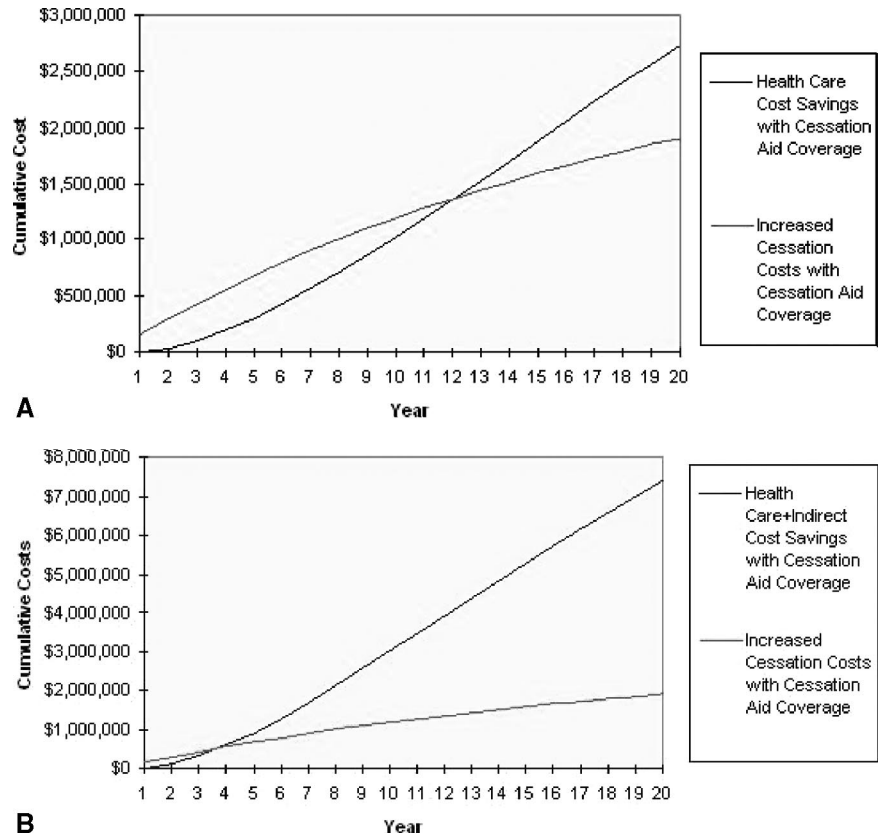 $3,000,000
$2,500,000
$2,000,000
$1,500,000
$1,000,000
$500,000
$0
Cumulative Cost
1 2 3 4 5 6 7 8 9 10 11 12 13 14 15 16 17 18 19 20
Year
Health Care
Cost Savings
with Cessation
Aid Coverage
Increased
Cessation
Costs with
Cessation Aid
Coverage
A
$8,000,000
$7,000,000
$6,000,000
$5,000,000
$4,000,000
$3,000,000
$2,000,000
$1,000,000
$0
Cumulative Costs
1 2 3 4 5 6 7 8 9 10 11 12 13 14 15 16 17 18 19 20
Year
Health
Care+Indirect
Cost Savings
with Cessation
Aid Coverage
Increased
Cessation Costs
with Cessation
Aid Coverage
B